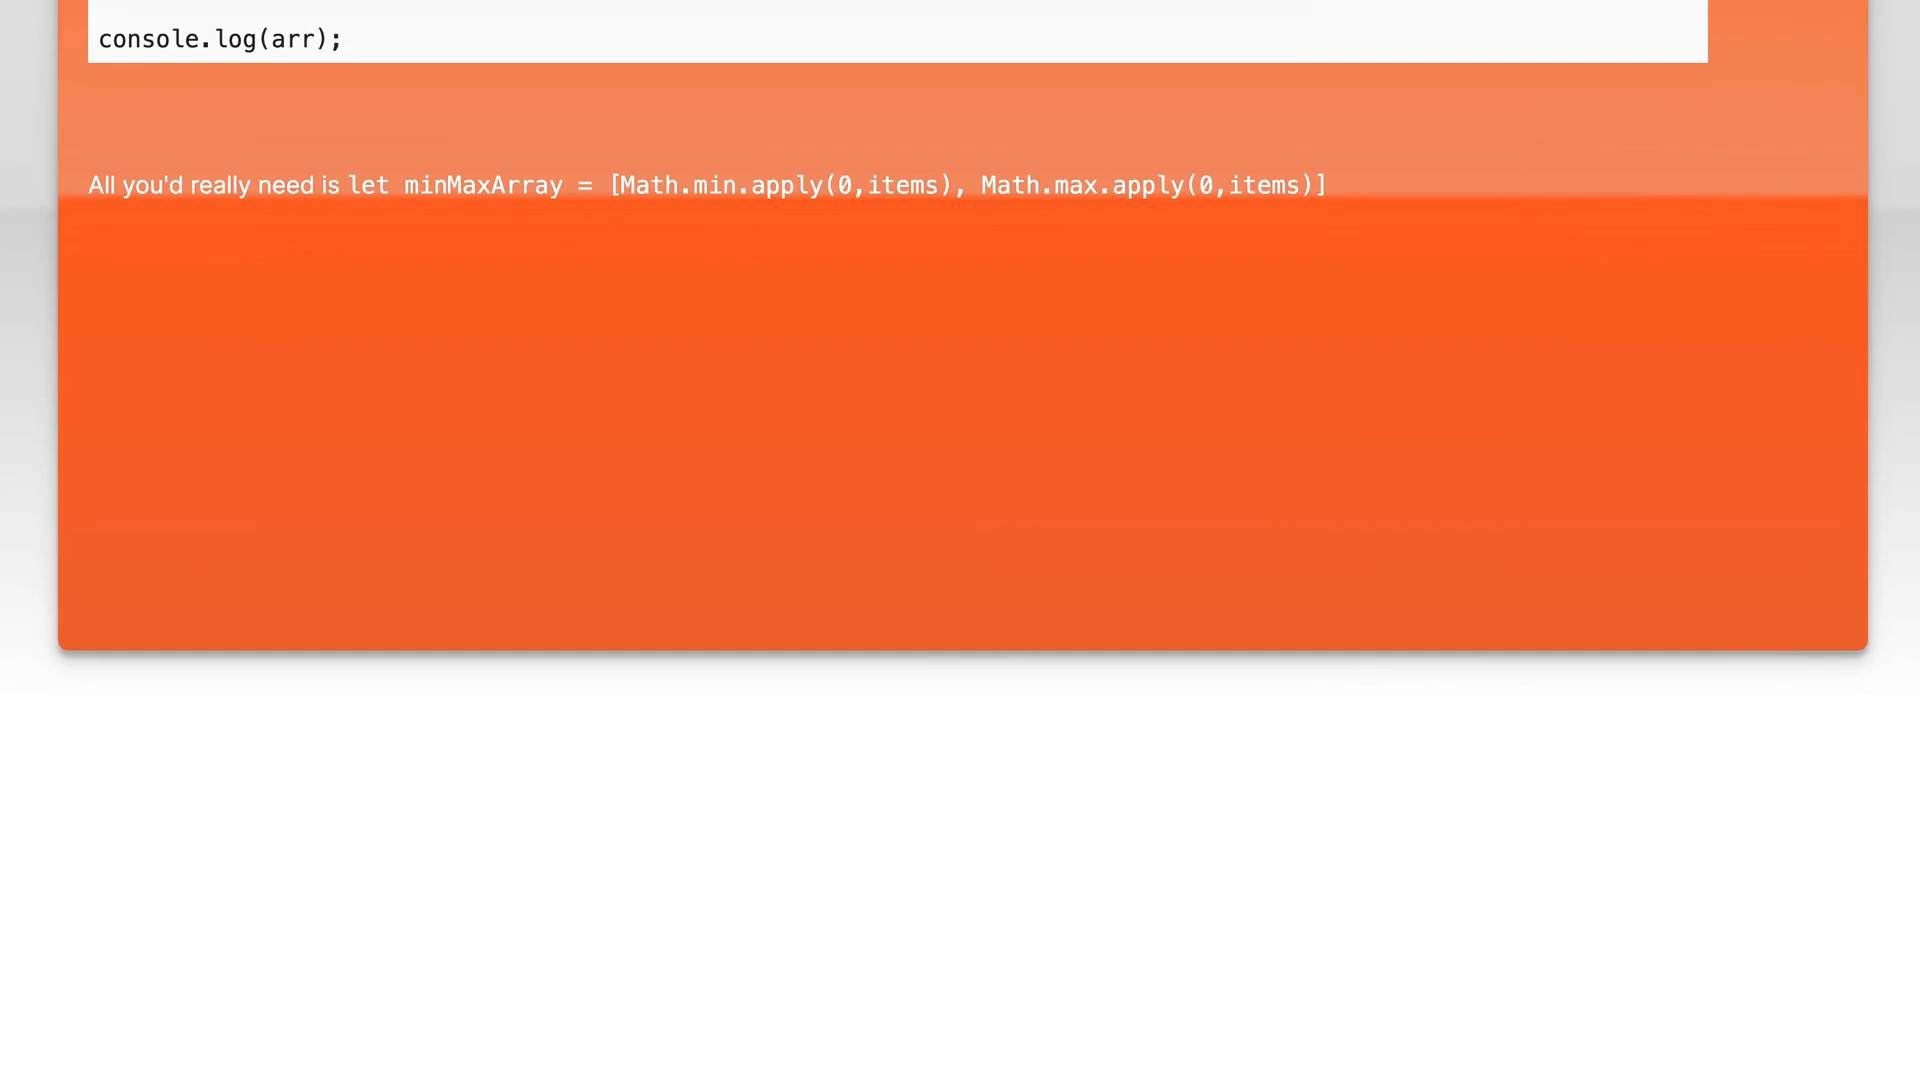 console.log(arr);
All you'd really need is let minMaxArray = [Math.min.apply(0,items), Math.max.apply(0,items)]